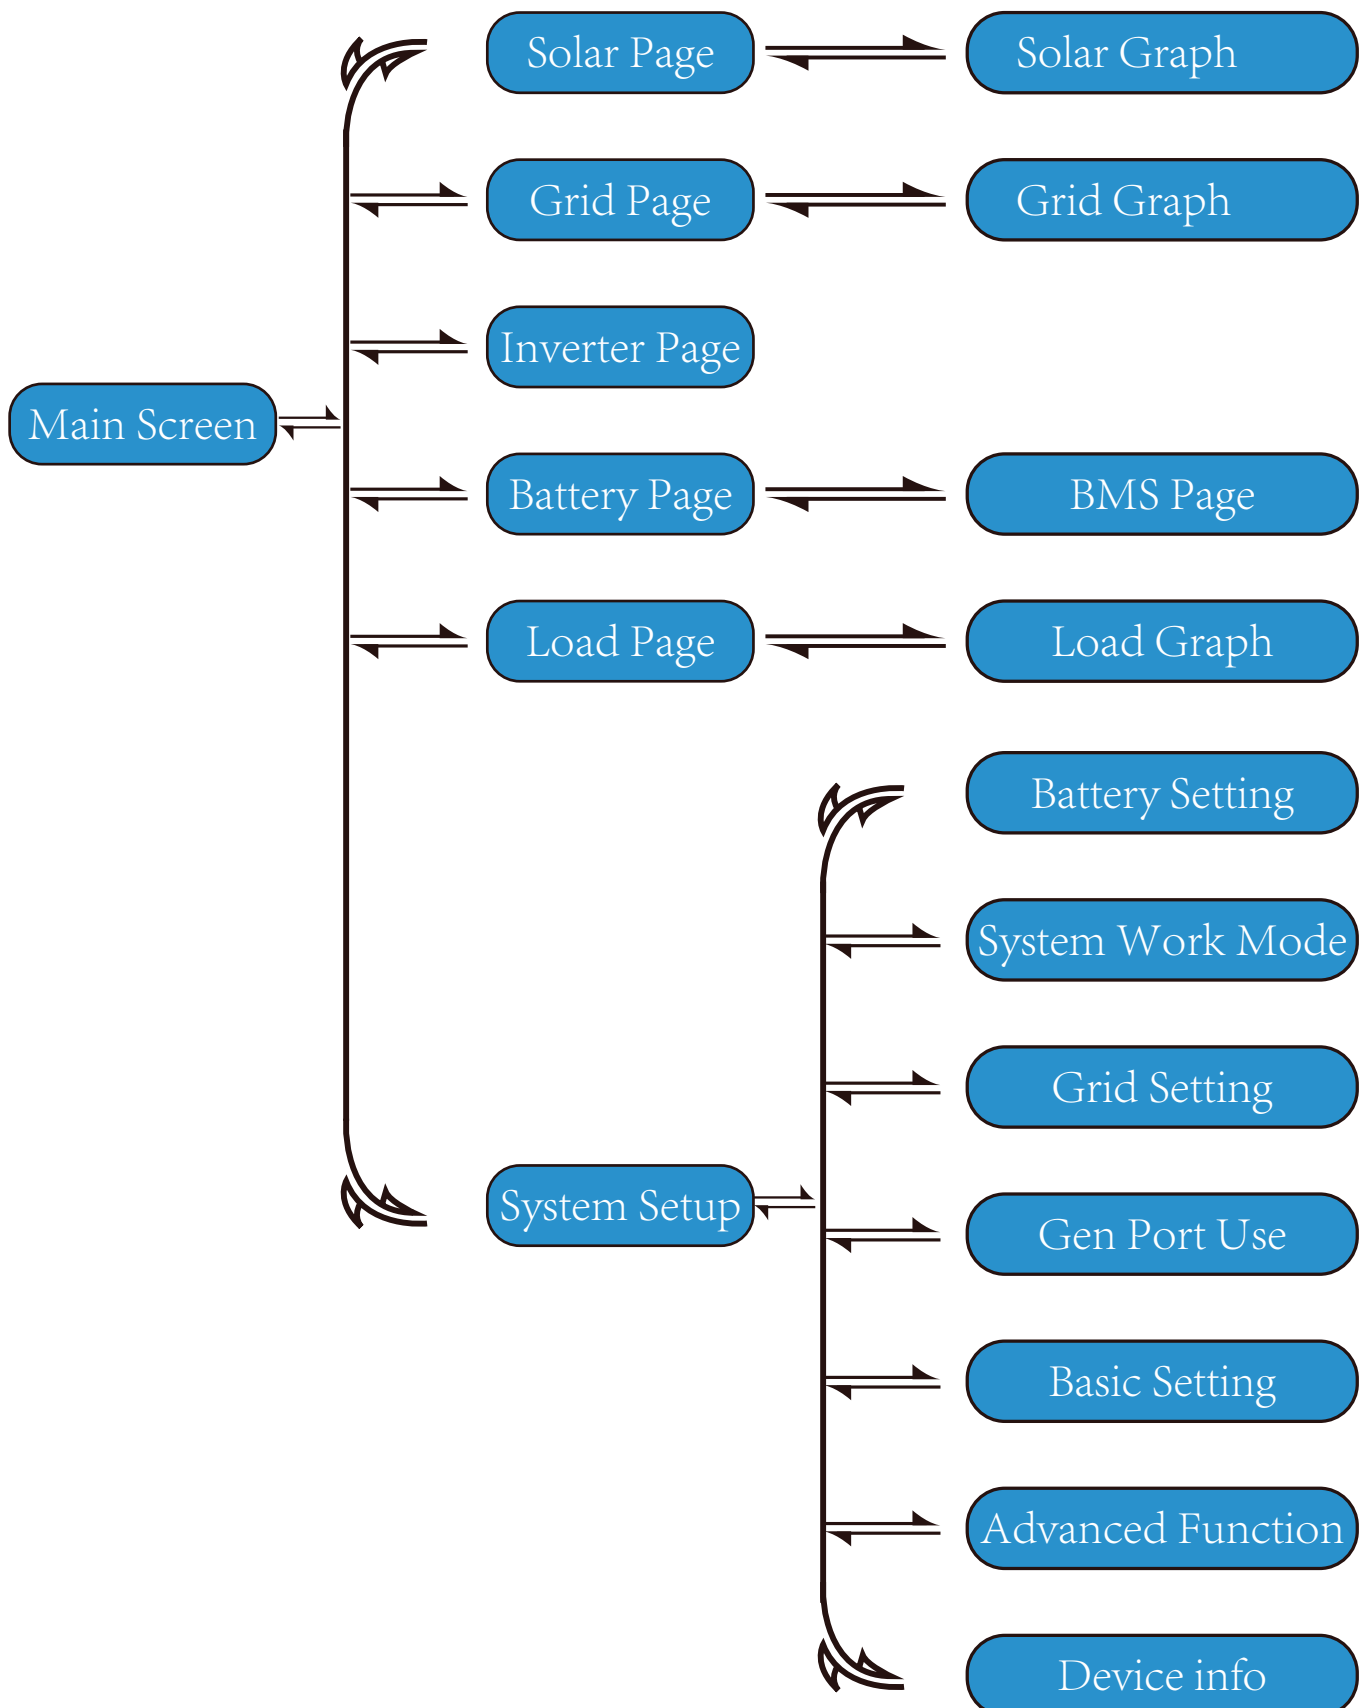 Solar Page
Solar Graph
Grid Page
Grid Graph
Inverter Page
Main Screen
Battery Page
BMS Page
Load Page
Load Graph
Battery Setting
System Work Mode
Grid Setting
System Setup
Gen Port Use
Basic Setting
Advanced Function
Device info